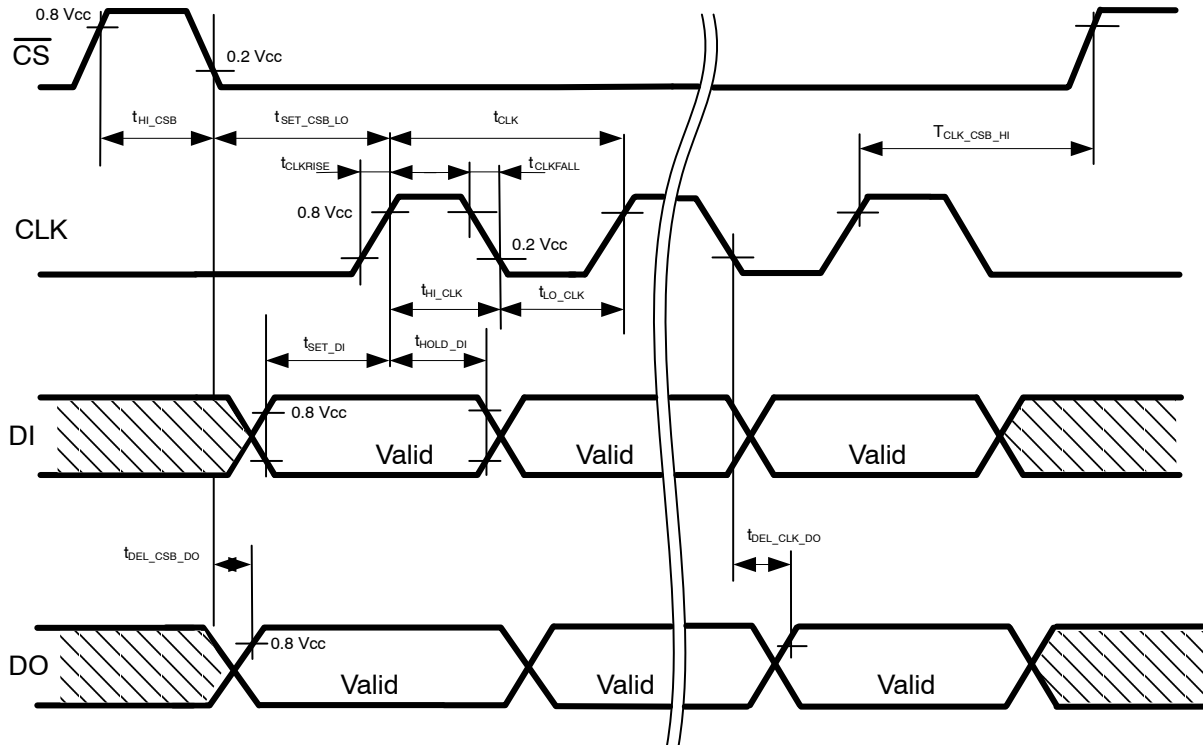 0.8 Vcc
CS
0.2 Vcc
tHI_CSB
tSET_CSB_LO
tCLK
TCLK_CSB_HI
tCLKRISE
tCLKFALL
0.8 Vcc
CLK
0.2 Vcc
tHI_CLK
tLO_CLK
tSET_DI
tHOLD_DI
0.8 Vcc
DI
Valid
Valid
Valid
tDEL_CSB_DO
tDEL_CLK_DO
0.8 Vcc
DO
Valid
Valid
Valid